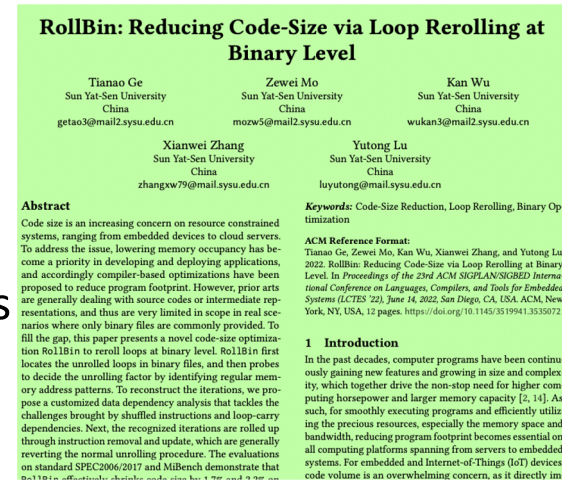 RollBin: Reducing Code-Size via Loop Rerolling at
Binary Level
Tianao Ge
Sun Yat-Sen University
China
getao3@mail2.sysu.edu.cn
Zewei Mo
Sun Yat-Sen University
China
mozw5@mail2.sysu.edu.cn
Kan Wu
Sun Yat-Sen University
China
wukan3@mail2.sysu.edu.cn
Xianwei Zhang
Sun Yat-Sen University
China
zhangxw79@mail.sysu.edu.cn
Yutong Lu
Sun Yat-Sen University
China
luyutong@mail.sysu.edu.cn
s
Abstract
Code size is an increasing concern on resource constrained
systems, ranging from embedded devices to cloud servers.
To address the issue, lowering memory occupancy has be-
come a priority in developing and deploying applications,
and accordingly compiler-based optimizations have been
proposed to reduce program footprint. However, prior arts
are generally dealing with source codes or intermediate rep-
resentations, and thus are very limited in scope in real sce-
narios where only binary files are commonly provided. To
fill the gap, this paper presents a novel code-size optimiza-
tion RollBin to reroll loops at binary level. RollBin first
locates the unrolled loops in binary files, and then probes
to decide the unrolling factor by identifying regular mem-
ory address patterns. To reconstruct the iterations, we pro-
pose a customized data dependency analysis that tackles the
challenges brought by shuffled instructions and loop-carry
dependencies. Next, the recognized iterations are rolled up
through instruction removal and update, which are generally
reverting the normal unrolling procedure. The evaluations
on standard SPEC2006/2017 and MiBench demonstrate that
RollBin effectively shrinks code size by 1.7% and 2.2% on
Keywords: Code-Size Reduction, Loop Rerolling, Binary Op-
timization
ACM Reference Format:
Tianao Ge, Zewei Mo, Kan Wu, Xianwei Zhang, and Yutong Lu
2022. RollBin: Reducing Code-Size via Loop Rerolling at Binary
Level. In Proceedings of the 23rd ACM SIGPLAN/SIGBED Interna-
tional Conference on Languages, Compilers, and Tools for Embedded
Systems (LCTES '22), June 14, 2022, San Diego, CA, USA. ACM, New
York, NY, USA, 12 pages. https://doi.org/10.1145/3519941.3535072
1 Introduction
In the past decades, computer programs have been continu-
ously gaining new features and growing in size and complex-
ity, which together drive the non-stop need for higher com-
puting horsepower and larger memory capacity [2, 14]. As
such, for smoothly executing programs and efficiently utiliz-
ing the precious resources, especially the memory space and
bandwidth, reducing program footprint becomes essential on
all computing platforms spanning from servers to embedded
systems. For embedded and Internet-of-Things (IoT) devices
code volume is an overwhelming concern, as it directly im-